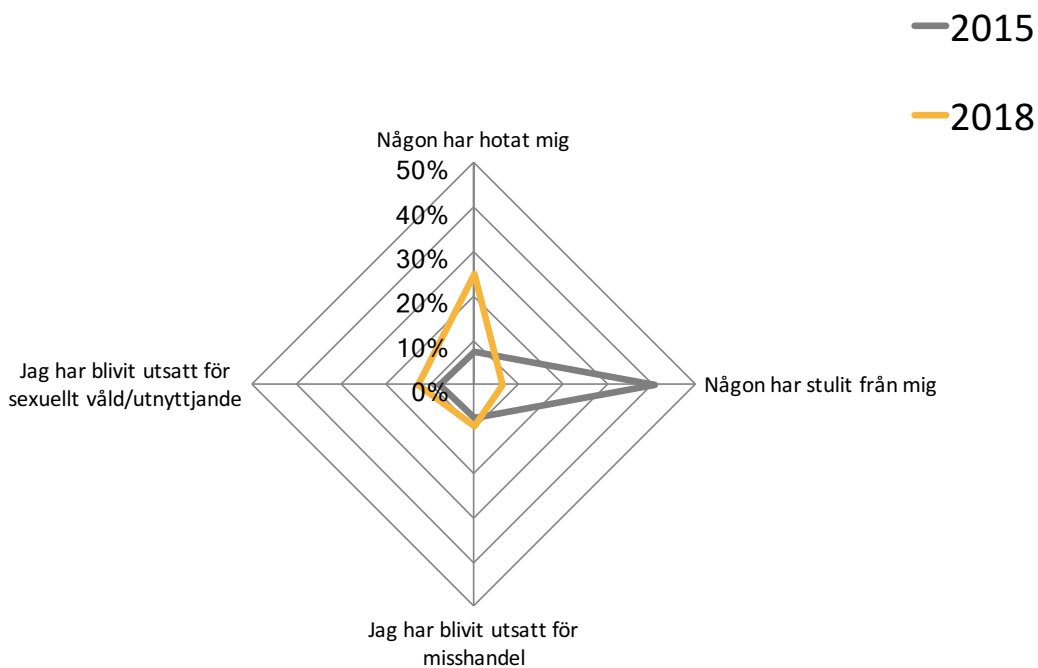 2015
2018
Någon har hotat mig
50%
40%
30%
20%
10%
0%
Någon har stulit från mig
Jag har blivit utsatt för
misshandel
Jag har blivit utsatt för
sexuellt våld/utnyttjande